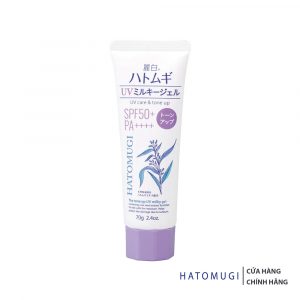 麗白®
ハトムギ
UVミルキージェル
UV care & tone up
SPF50+
PA++++
トーン
アップ
HATOMUGI
70g 2.4oz.
HATOMUGI
CỬA HÀNG
CHÍNH HÃNG